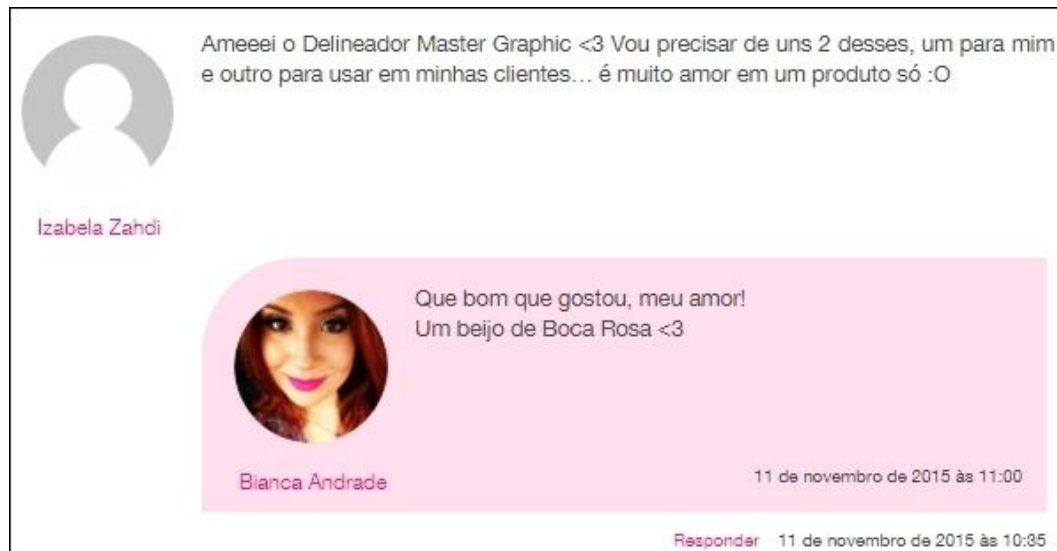 Ameeei o Delineador Master Graphic <3 Vou precisar de uns 2 desses, um para mim
e outro para usar em minhas clientes... é muito amor em um produto só :O
Izabela Zahdi
Que bom que gostou, meu amor!
Um beijo de Boca Rosa <3
Bianca Andrade
11 de novembro de 2015 às 11:00
Responder 11 de novembro de 2015 às 10:35